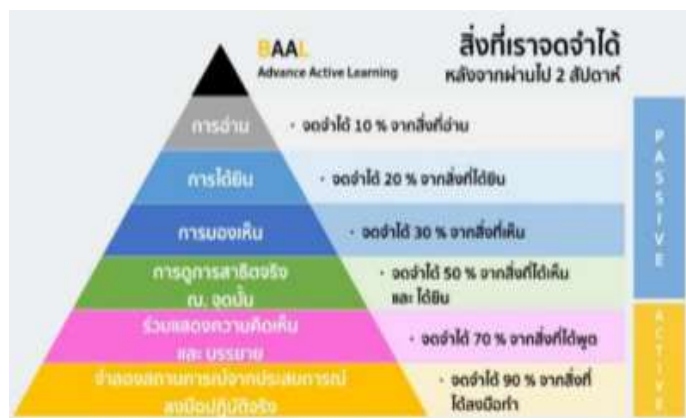 BAAL
Advance Active Learning
สิ่งที่เราจดจำได้
หลังจากผ่านไป 2 สัปดาห์
การอ่าน
• จดจำได้ 10 % จากสิ่งที่อ่าน
การได้ยิน
• จดจำได้ 20 % จากสิ่งที่ได้ยิน
การมองเห็น
• จดจำได้ 30 % จากสิ่งที่เห็น
การดูการสาธิตจริง
ณ. จุดนั้น
• จดจำได้ 50 % จากสิ่งที่ได้เห็น
และ ได้ยิน
ร่วมแสดงความคิดเห็น
และ บรรยาย
• จดจำได้ 70 % จากสิ่งที่ได้พูด
จำลองสถานการณ์จากประสบการณ์
ลงมือปฏิบัติจริง
• จดจำได้ 90 % จากสิ่งที่
ได้ลงมือทำ
PASSIVE
ACTIVE